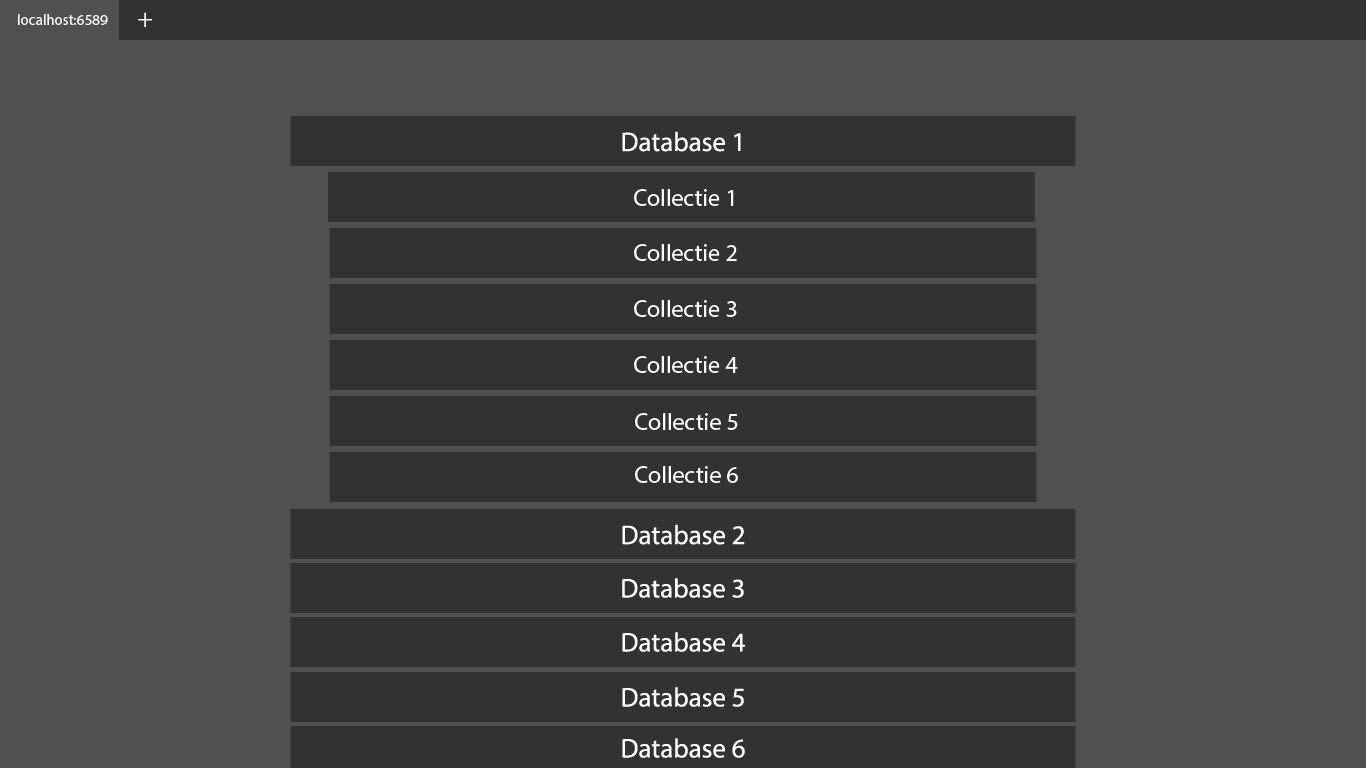 localhost:6589 +
Database 1
Collectie 1
Collectie 2
Collectie 3
Collectie 4
Collectie 5
Collectie 6
Database 2
Database 3
Database 4
Database 5
Database 6